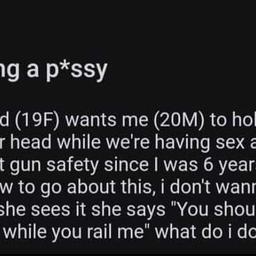 ng a p*ssy
d (19F) wants me (20M) to hol
r head while we're having sex a
t gun safety since I was 6 year
w to go about this, i don't wan
she sees it she says "You shou
while you rail me" what do i do